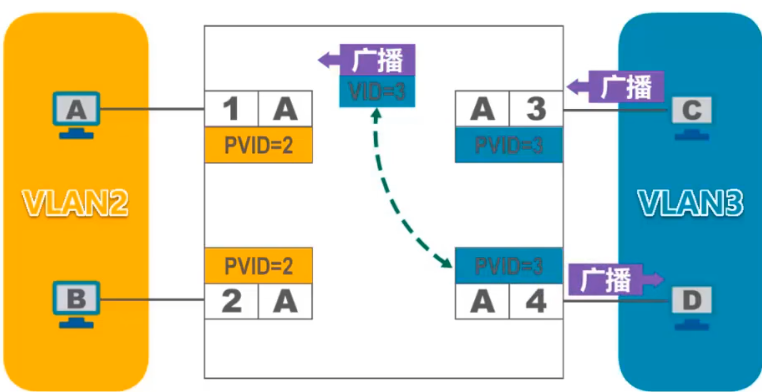 广播
VID=3
广播
A
1 A
A 3
C
PVID=2
PVID=3
VLAN2
VLAN3
PVID=2
PVID=3
广播
B
2 A
A 4
D